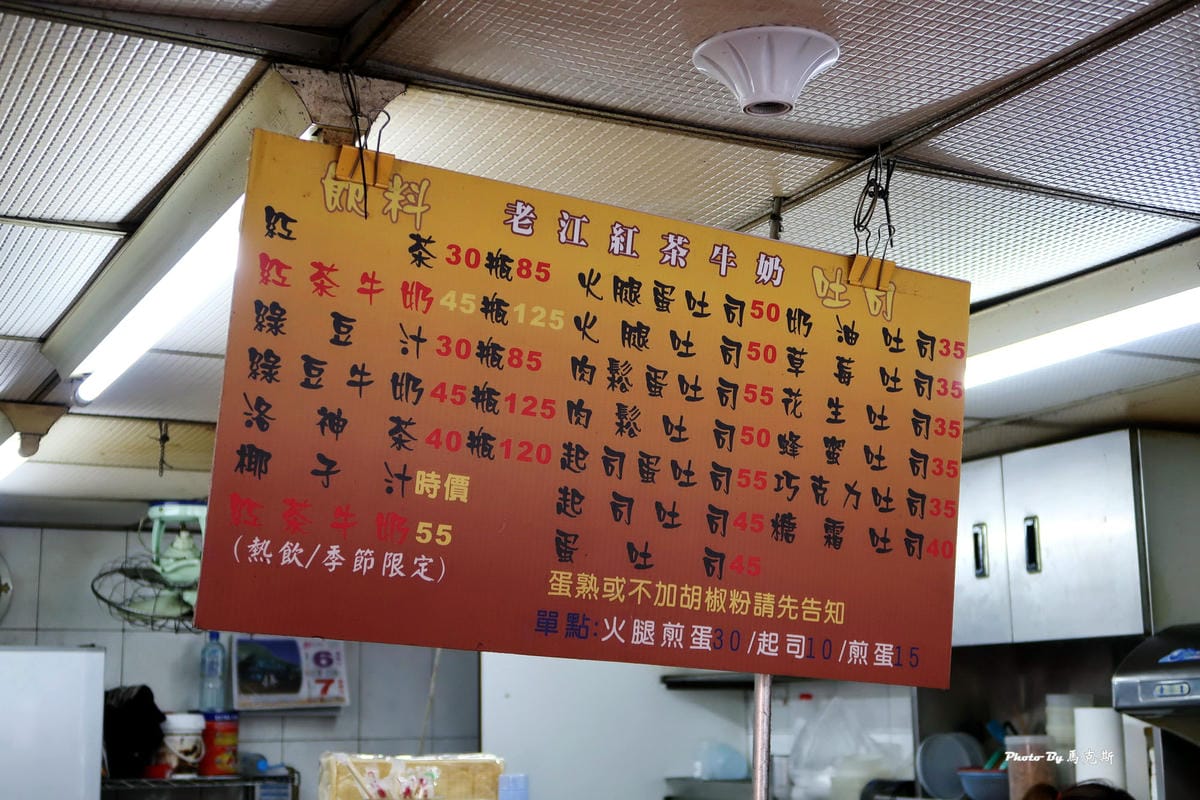 老江紅茶牛奶
飲料
紅茶30瓶85
紅茶牛奶45瓶125
綠豆汁30瓶85
綠豆牛奶45瓶125
洛神茶40瓶120
椰子汁時價
紅茶牛奶55
(熱飲/季節限定)
吐司
火腿蛋吐司50
火腿吐司50
肉鬆蛋吐司55
肉鬆吐司50
起司蛋吐司55
起司吐司45
蛋吐司45
奶油吐司35
草莓吐司35
花生吐司35
蜂蜜吐司35
巧克力吐司35
糖霜吐司40
蛋熟或不加胡椒粉請先告知
單點:火腿煎蛋30/起司10/煎蛋15
6
7
Photo By 馬克斯